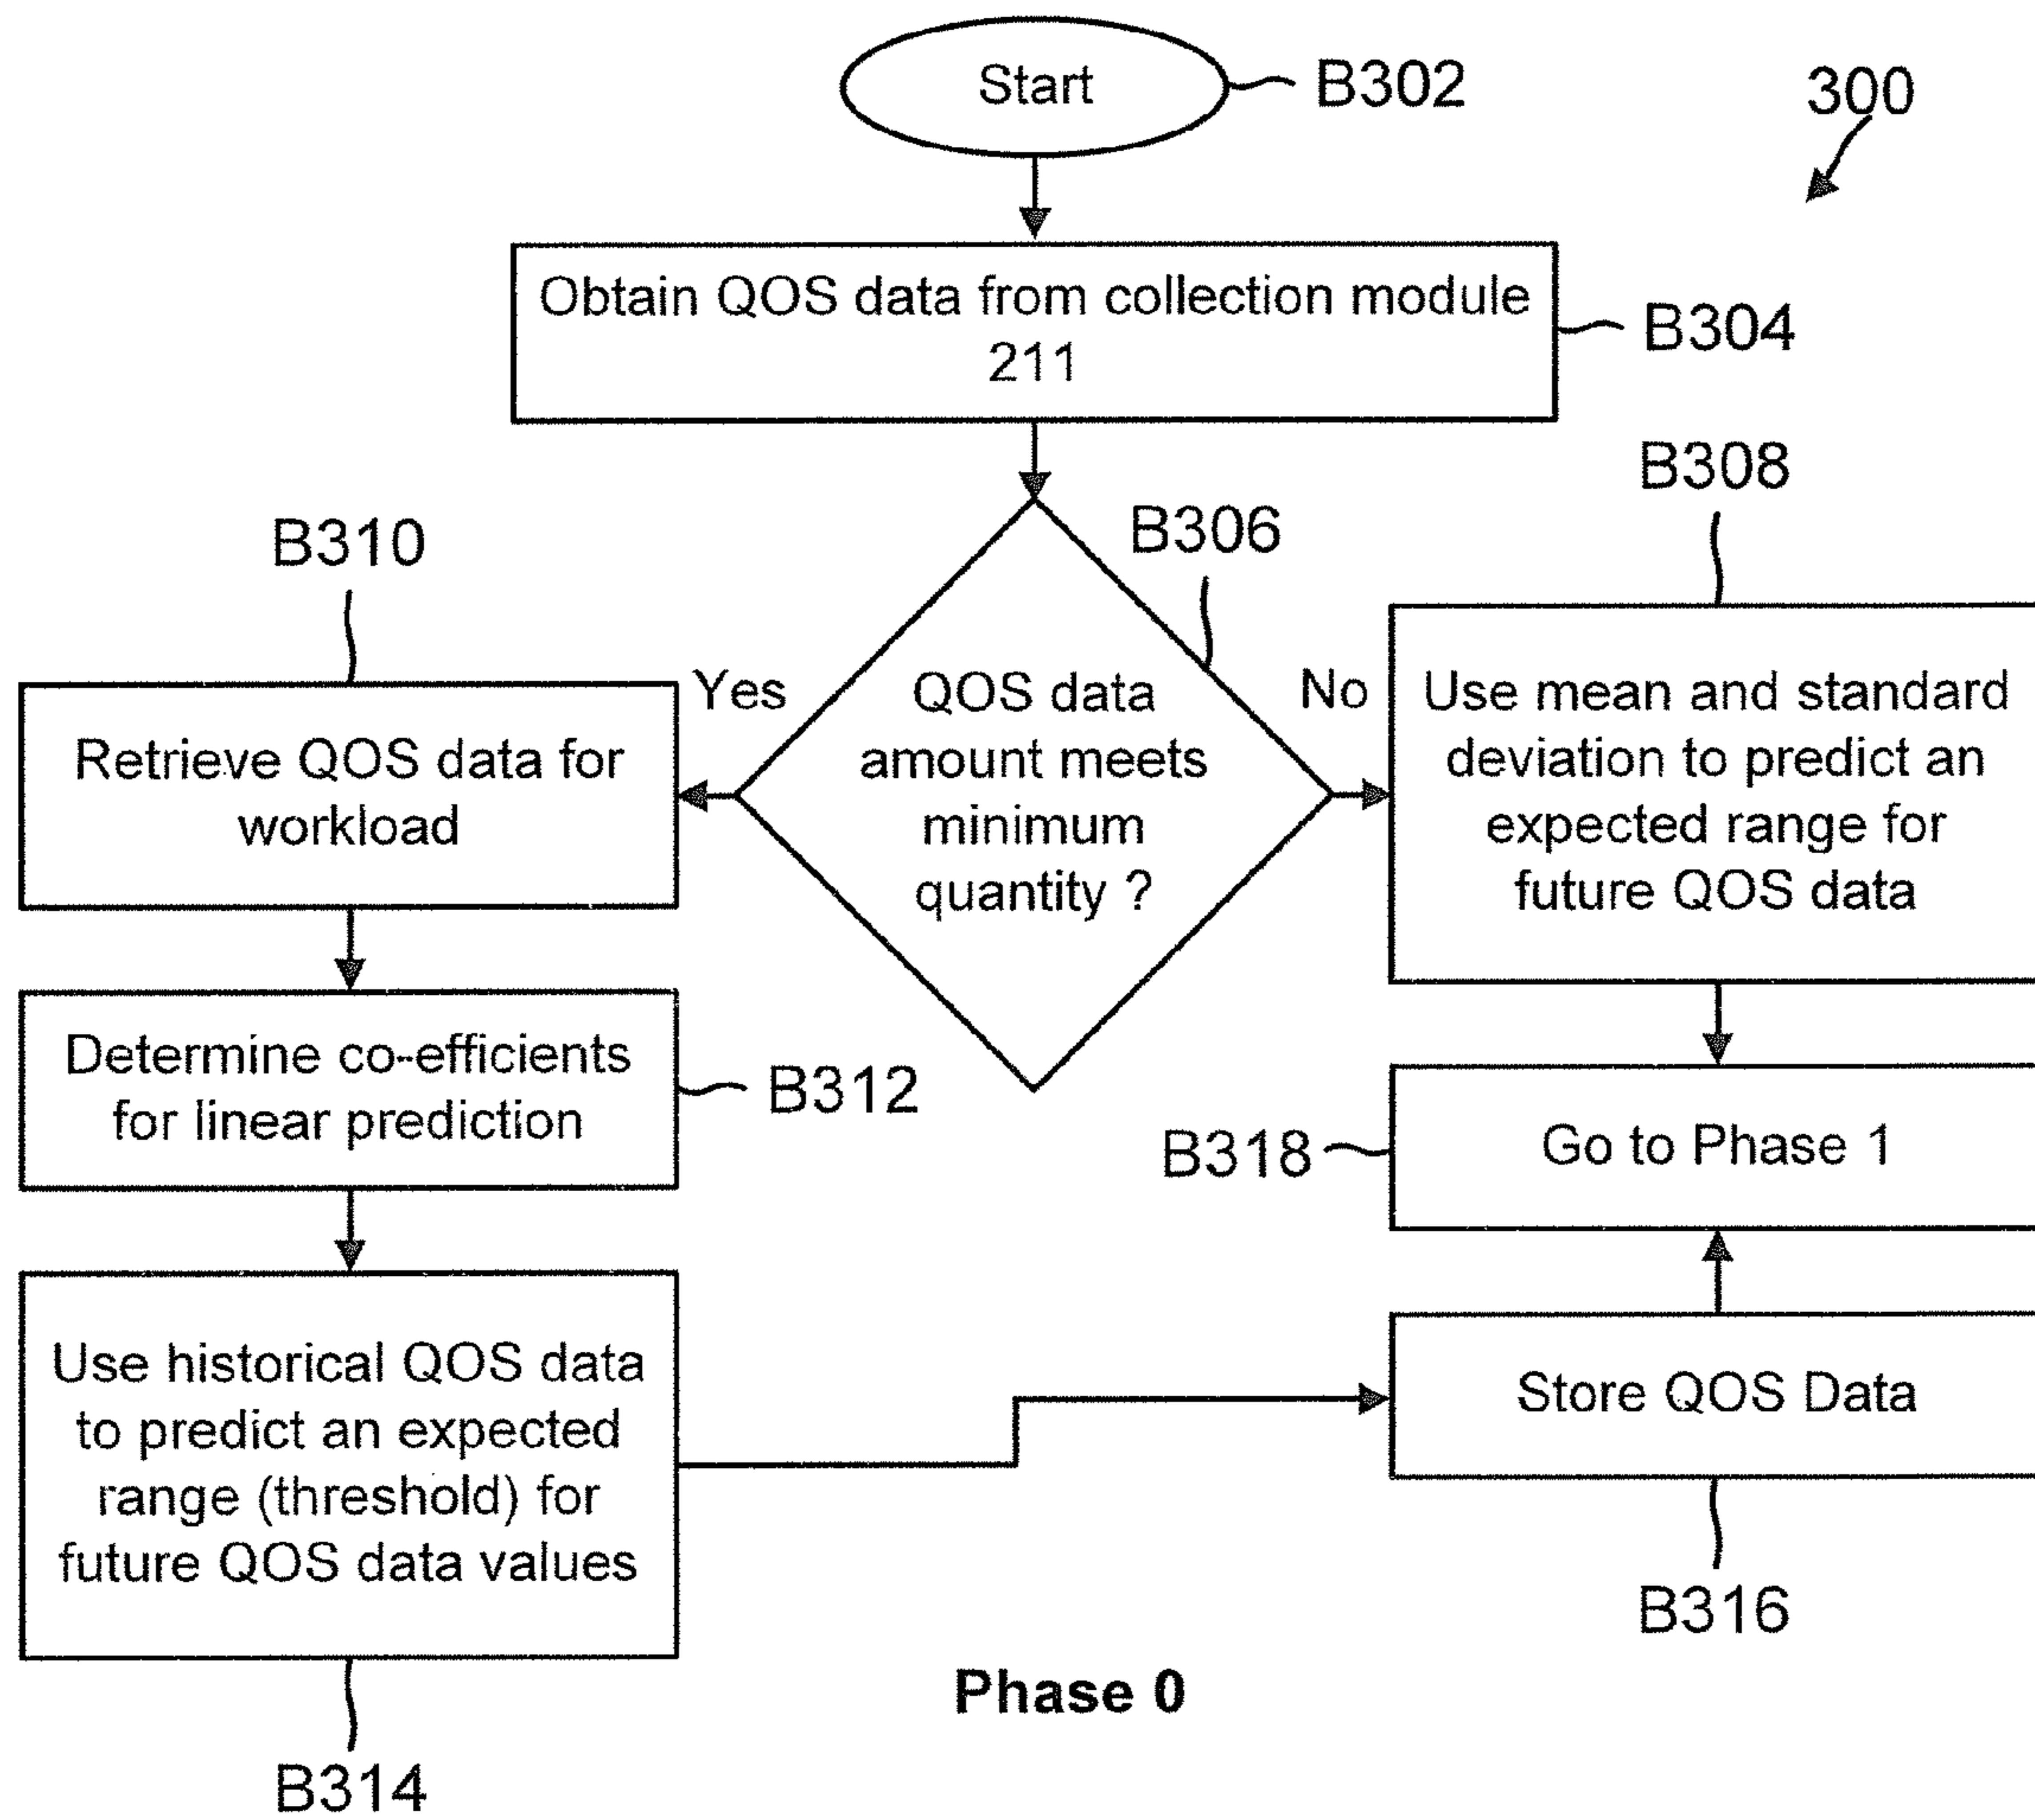 Start
B302
300
Obtain QOS data from collection module
211
B304
B308
B306
B310
Yes
No
QOS data
amount meets
minimum
quantity ?
Use mean and standard
deviation to predict an
expected range for
future QOS data
Retrieve QOS data for
workload
Determine co-efficients
for linear prediction
B312
B318
Go to Phase 1
Use historical QOS data
to predict an expected
range (threshold) for
future QOS data values
Store QOS Data
B316
Phase 0
B314